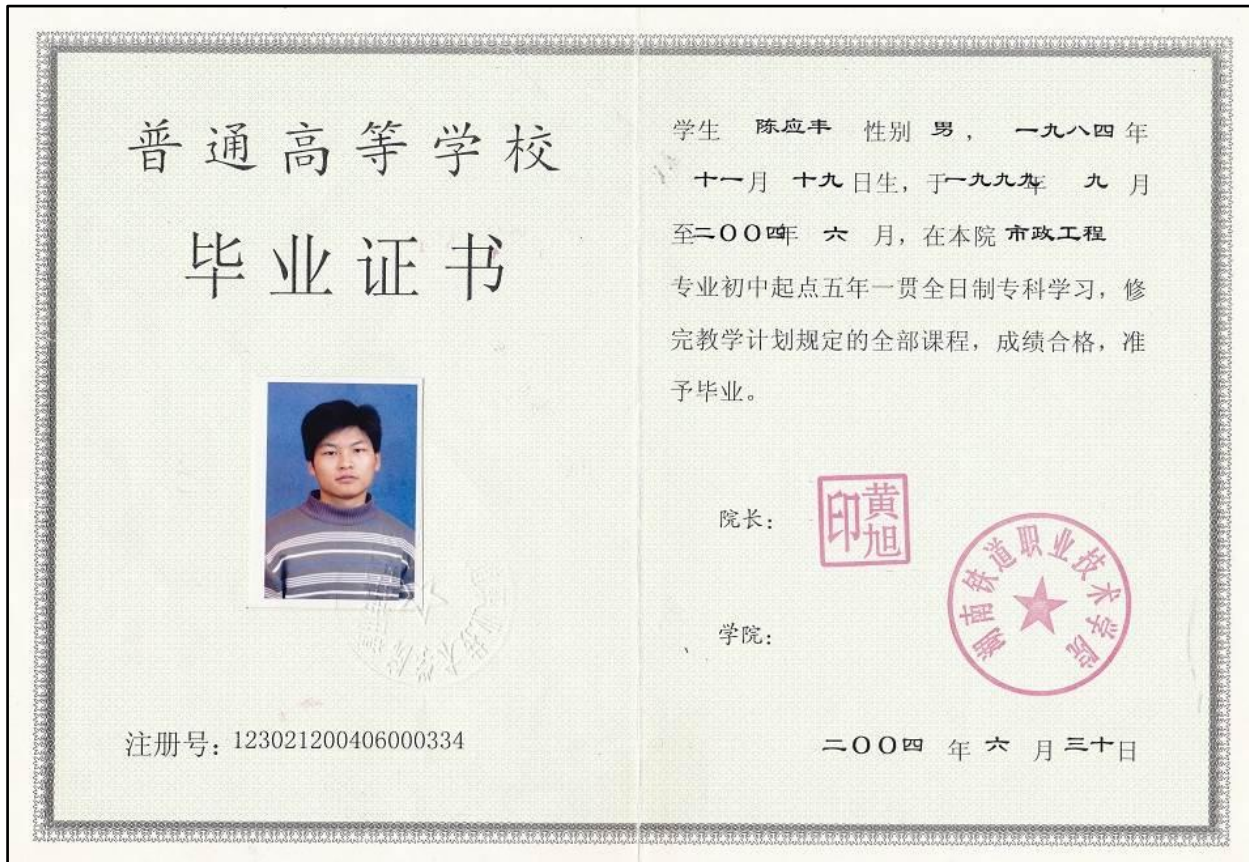 普通高等学校
毕业证书
注册号：123021200406000334
学生 陈应丰 性别 男， 一九八四 年
十一月 十九 日生，于一九九九年 九 月
至二〇〇四年 六 月，在本院 市政工程
专业初中起点五年一贯全日制专科学习，修
完教学计划规定的全部课程，成绩合格，准
予毕业。
院长：
黄旭印
学院：
湖南铁道职业技术学院
二〇〇四 年 六 月 三十日